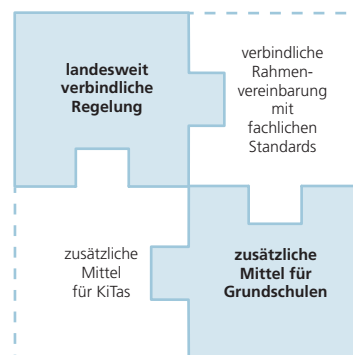 landesweit
verbindliche
Regelung
verbindliche
Rahmen-
vereinbarung
mit
fachlichen
Standards
zusätzliche
Mittel
für KiTas
zusätzliche
Mittel für
Grundschulen